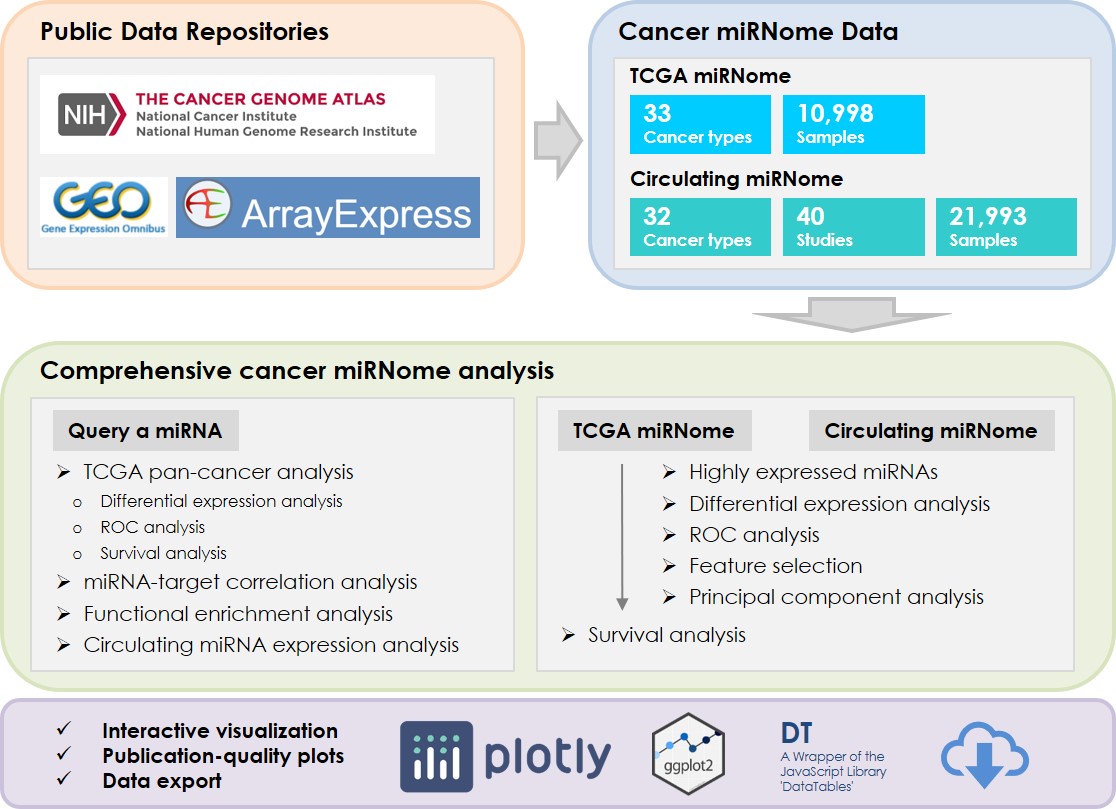 Public Data Repositories
NIH
THE CANCER GENOME ATLAS
National Cancer Institute
National Human Genome Research Institute
GEO
Gene Expression Omnibus
AE
ArrayExpress
Cancer miRNome Data
TCGA miRNome
33
Cancer types
10,998
Samples
Circulating miRNome
32
Cancer types
40
Studies
21,993
Samples
Comprehensive cancer miRNome analysis
Query a miRNA
➢ TCGA pan-cancer analysis
o Differential expression analysis
o ROC analysis
o Survival analysis
➢ miRNA-target correlation analysis
➢ Functional enrichment analysis
➢ Circulating miRNA expression analysis
TCGA miRNome
Circulating miRNome
➢ Highly expressed miRNAs
➢ Differential expression analysis
➢ ROC analysis
➢ Feature selection
➢ Principal component analysis
➢ Survival analysis
✓ Interactive visualization
✓ Publication-quality plots
✓ Data export
plotly
ggplot2
DT
A Wrapper of the
JavaScript Library
'DataTables'